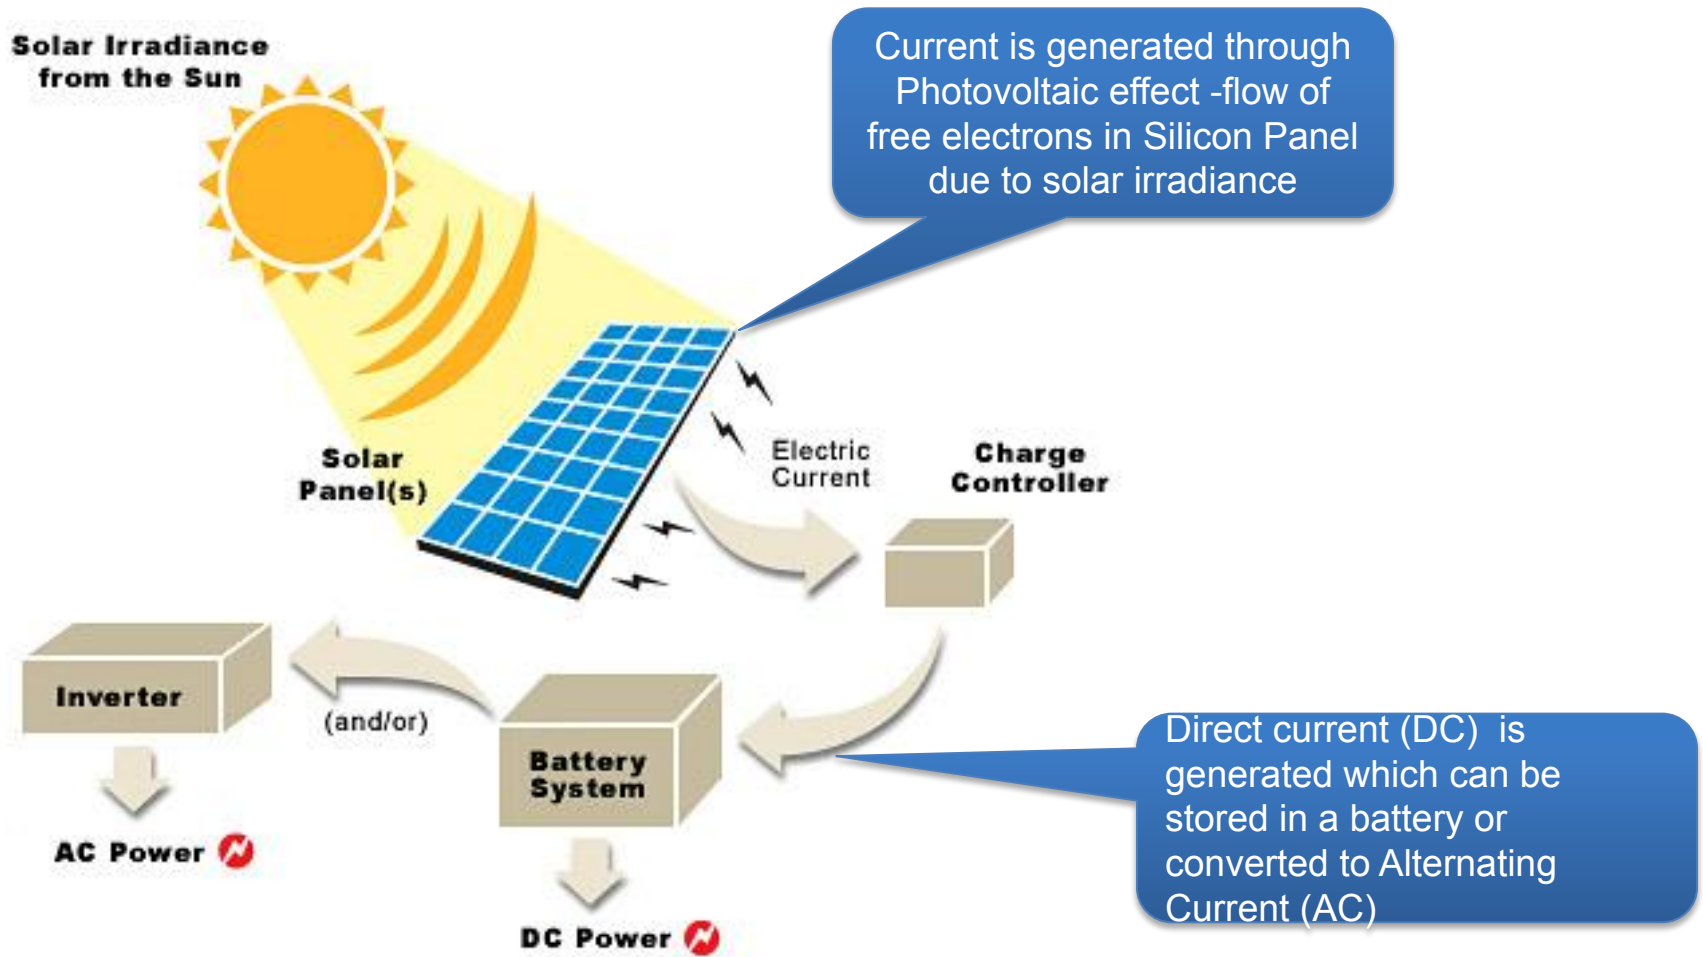 Solar Irradiance
from the Sun
Current is generated through
Photovoltaic effect -flow of
free electrons in Silicon Panel
due to solar irradiance
Solar
Panel(s)
Electric
Current
Charge
Controller
Inverter
(and/or)
Battery
System
Direct current (DC)  is
generated which can be
stored in a battery or
converted to Alternating
Current (AC)
AC Power
DC Power